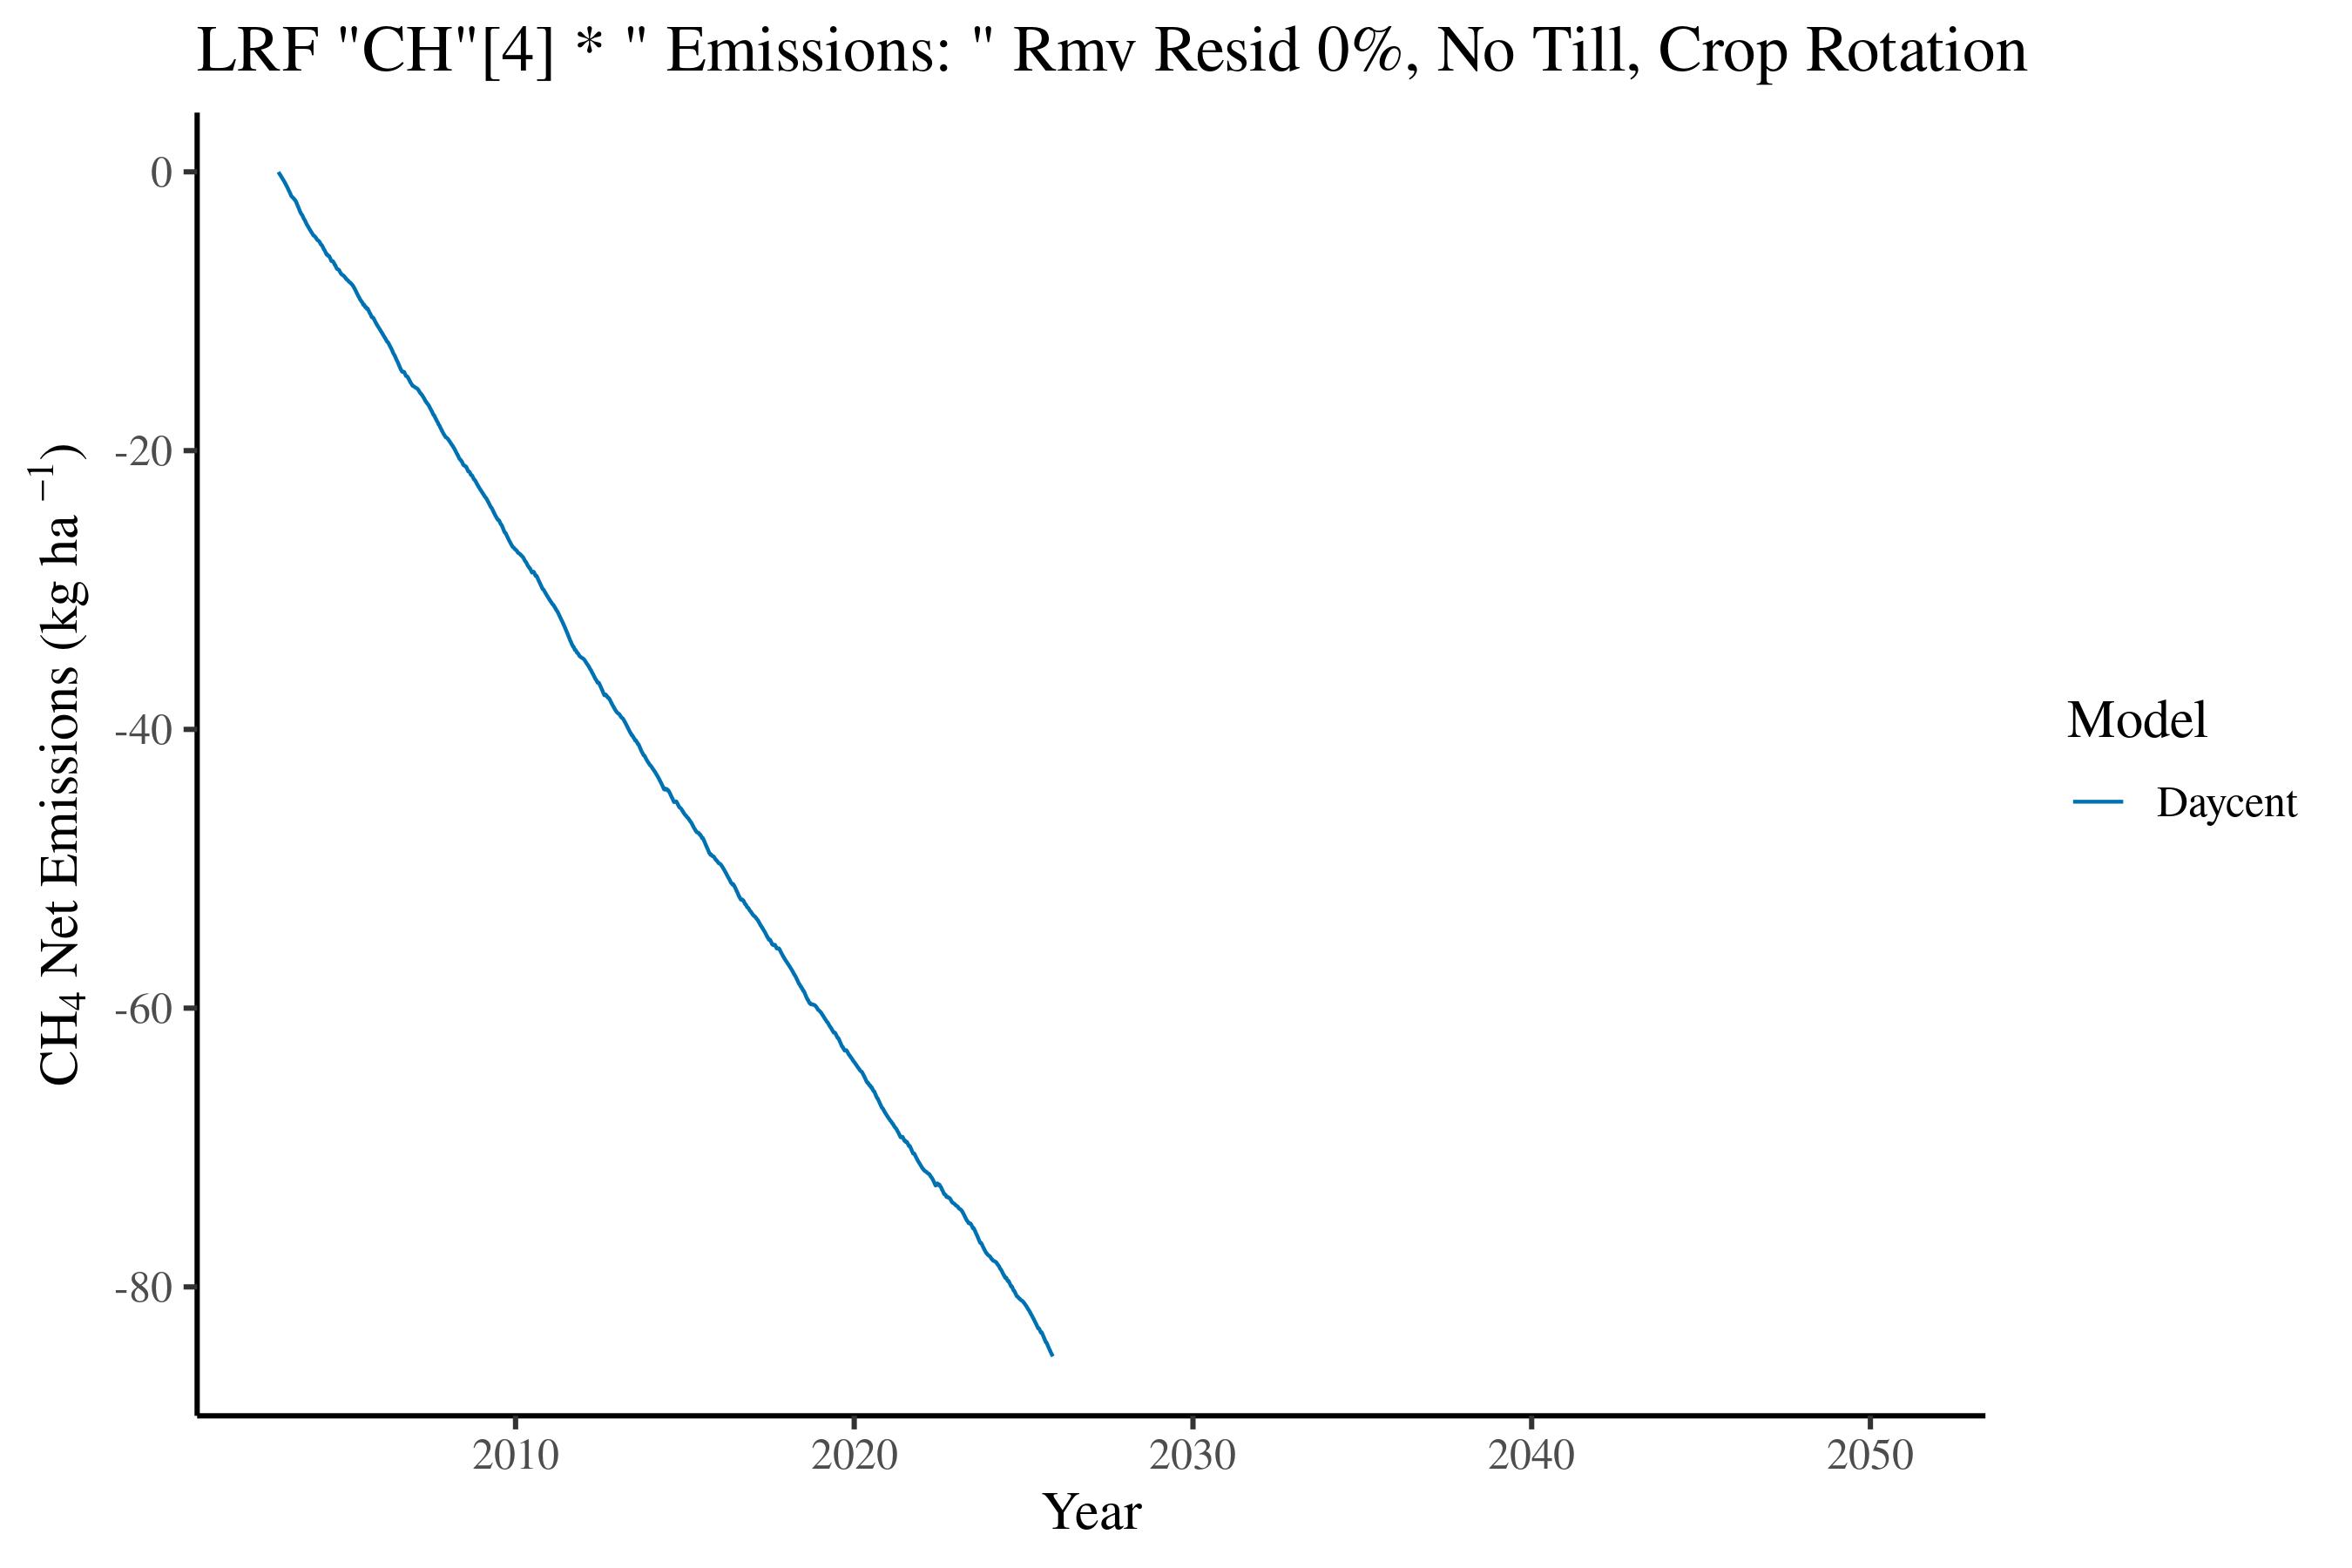 LRF "CH"[4] * " Emissions: " Rmv Resid 0%, No Till, Crop Rotation
0
-20
-40
-60
-80
CH₄ Net Emissions (kg ha ⁻¹)
2010 2020 2030 2040 2050
Year
Model
Daycent